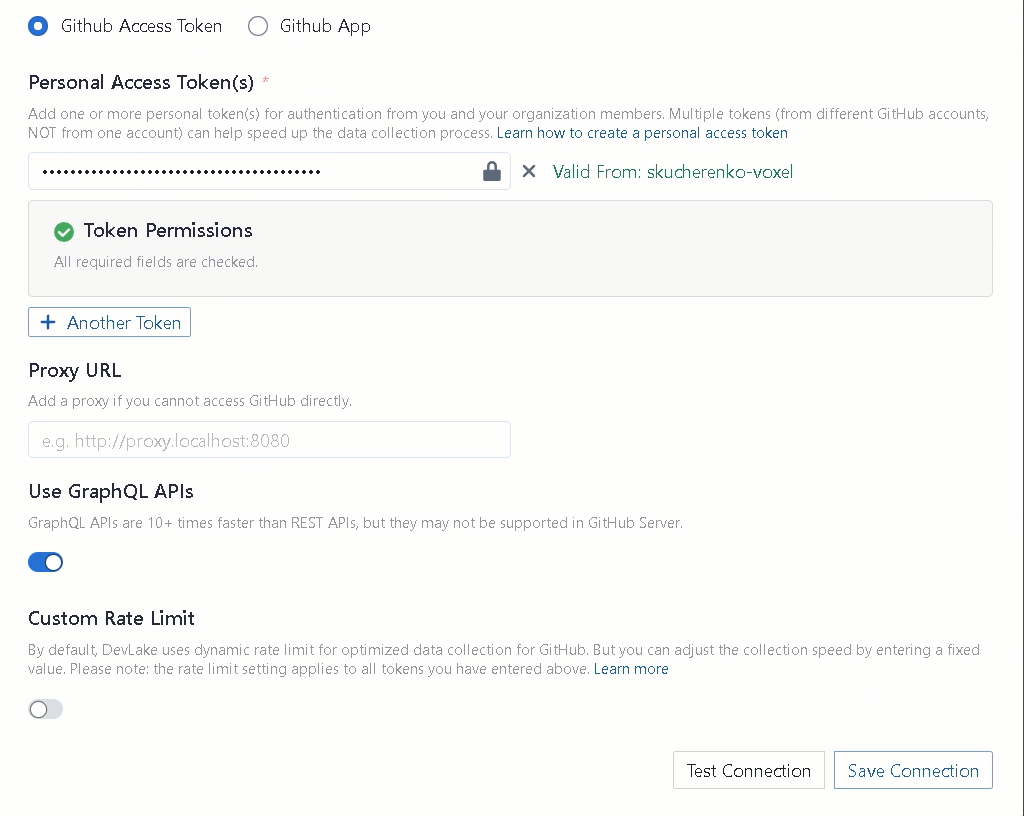 Github Access Token Github App
Personal Access Token(s) *
Add one or more personal token(s) for authentication from you and your organization members. Multiple tokens (from different GitHub accounts,
NOT from one account) can help speed up the data collection process. Learn how to create a personal access token
•••••••••••••••••••••••••••••••••••••••• Valid From: skucherenko-voxel
Token Permissions
All required fields are checked.
+ Another Token
Proxy URL
Add a proxy if you cannot access GitHub directly.
e.g. http://proxy.localhost:8080
Use GraphQL APIs
GraphQL APIs are 10+ times faster than REST APIs, but they may not be supported in GitHub Server.
Custom Rate Limit
By default, DevLake uses dynamic rate limit for optimized data collection for GitHub. But you can adjust the collection speed by entering a fixed
value. Please note: the rate limit setting applies to all tokens you have entered above. Learn more
Test Connection Save Connection